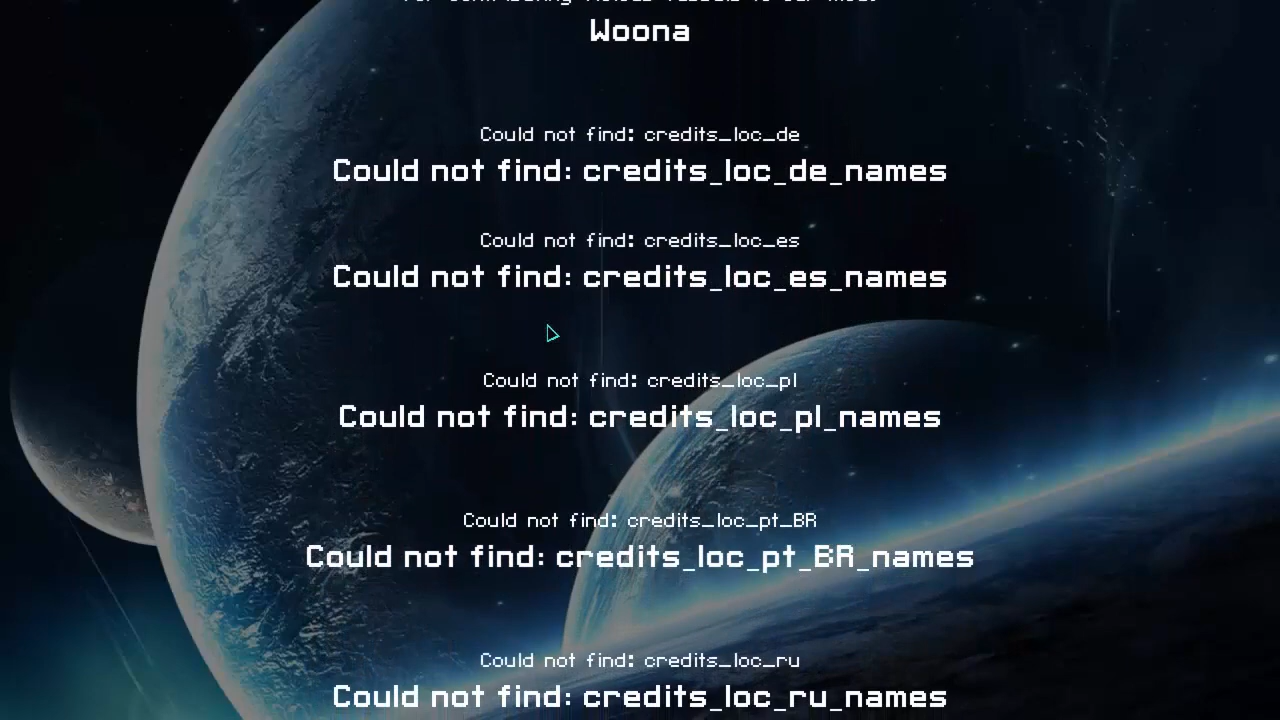 Woona
Could not find: credits_loc_de
Could not find: credits_loc_de_names
Could not find: credits_loc_es
Could not find: credits_loc_es_names
Could not find: credits_loc_pl
Could not find: credits_loc_pl_names
Could not find: credits_loc_pt_BR
Could not find: credits_loc_pt_BR_names
Could not find: credits_loc_ru
Could not find: credits_loc_ru_names